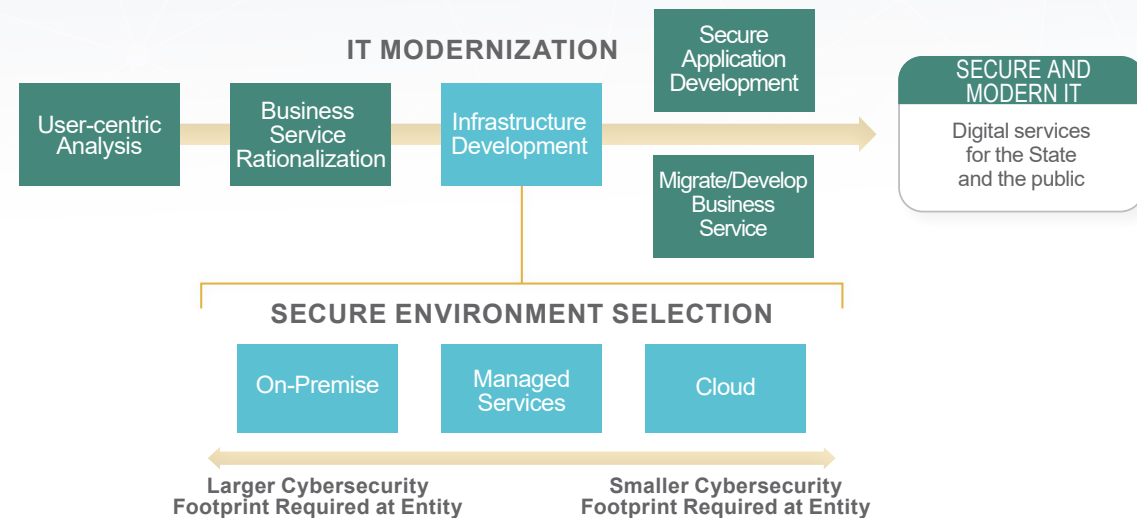 IT MODERNIZATION
User-centric
Analysis
Business
Service
Rationalization
Infrastructure
Development
Secure
Application
Development
Migrate/Develop
Business
Service
SECURE AND
MODERN IT
Digital services
for the State
and the public
SECURE ENVIRONMENT SELECTION
On-Premise
Managed
Services
Cloud
Larger Cybersecurity
Footprint Required at Entity
Smaller Cybersecurity
Footprint Required at Entity